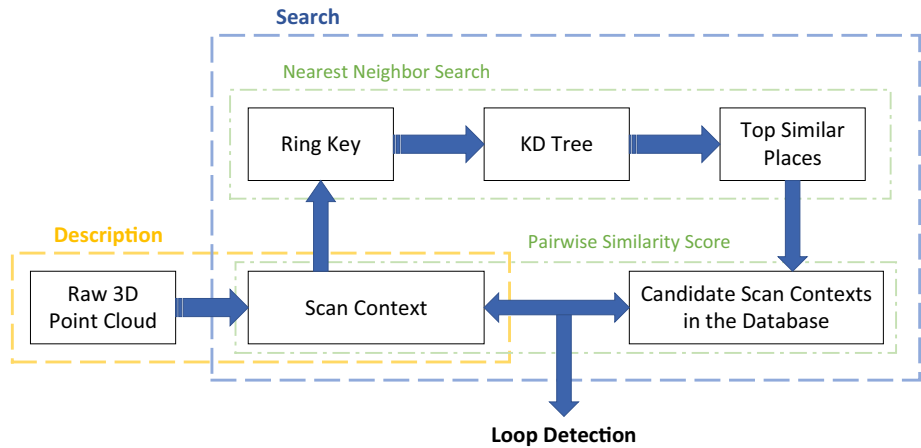 Search
Nearest Neighbor Search
Ring Key
KD Tree
Top Similar
Places
Description
Pairwise Similarity Score
Raw 3D
Point Cloud
Scan Context
Candidate Scan Contexts
in the Database
Loop Detection